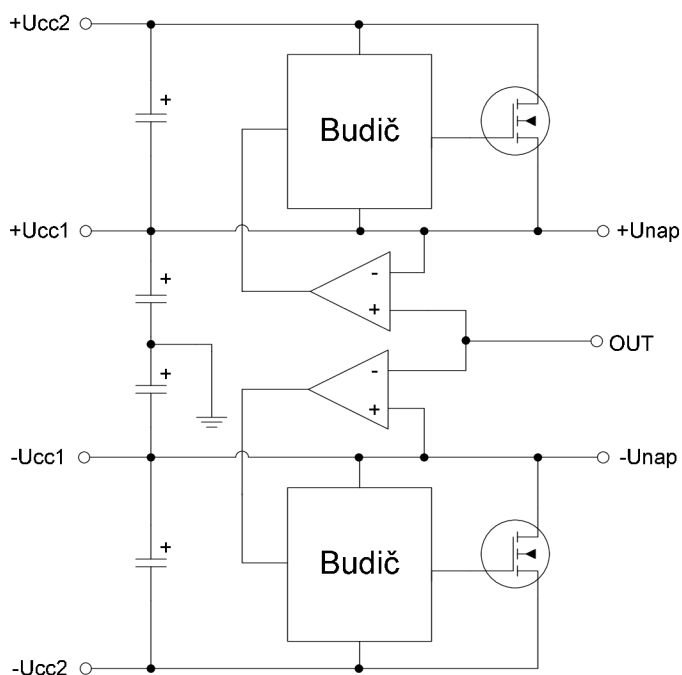 +Ucc2
+
Budič
+Ucc1
+Unap
+
-
+
OUT
+
-
+
-Ucc1
-Unap
+
Budič
-Ucc2